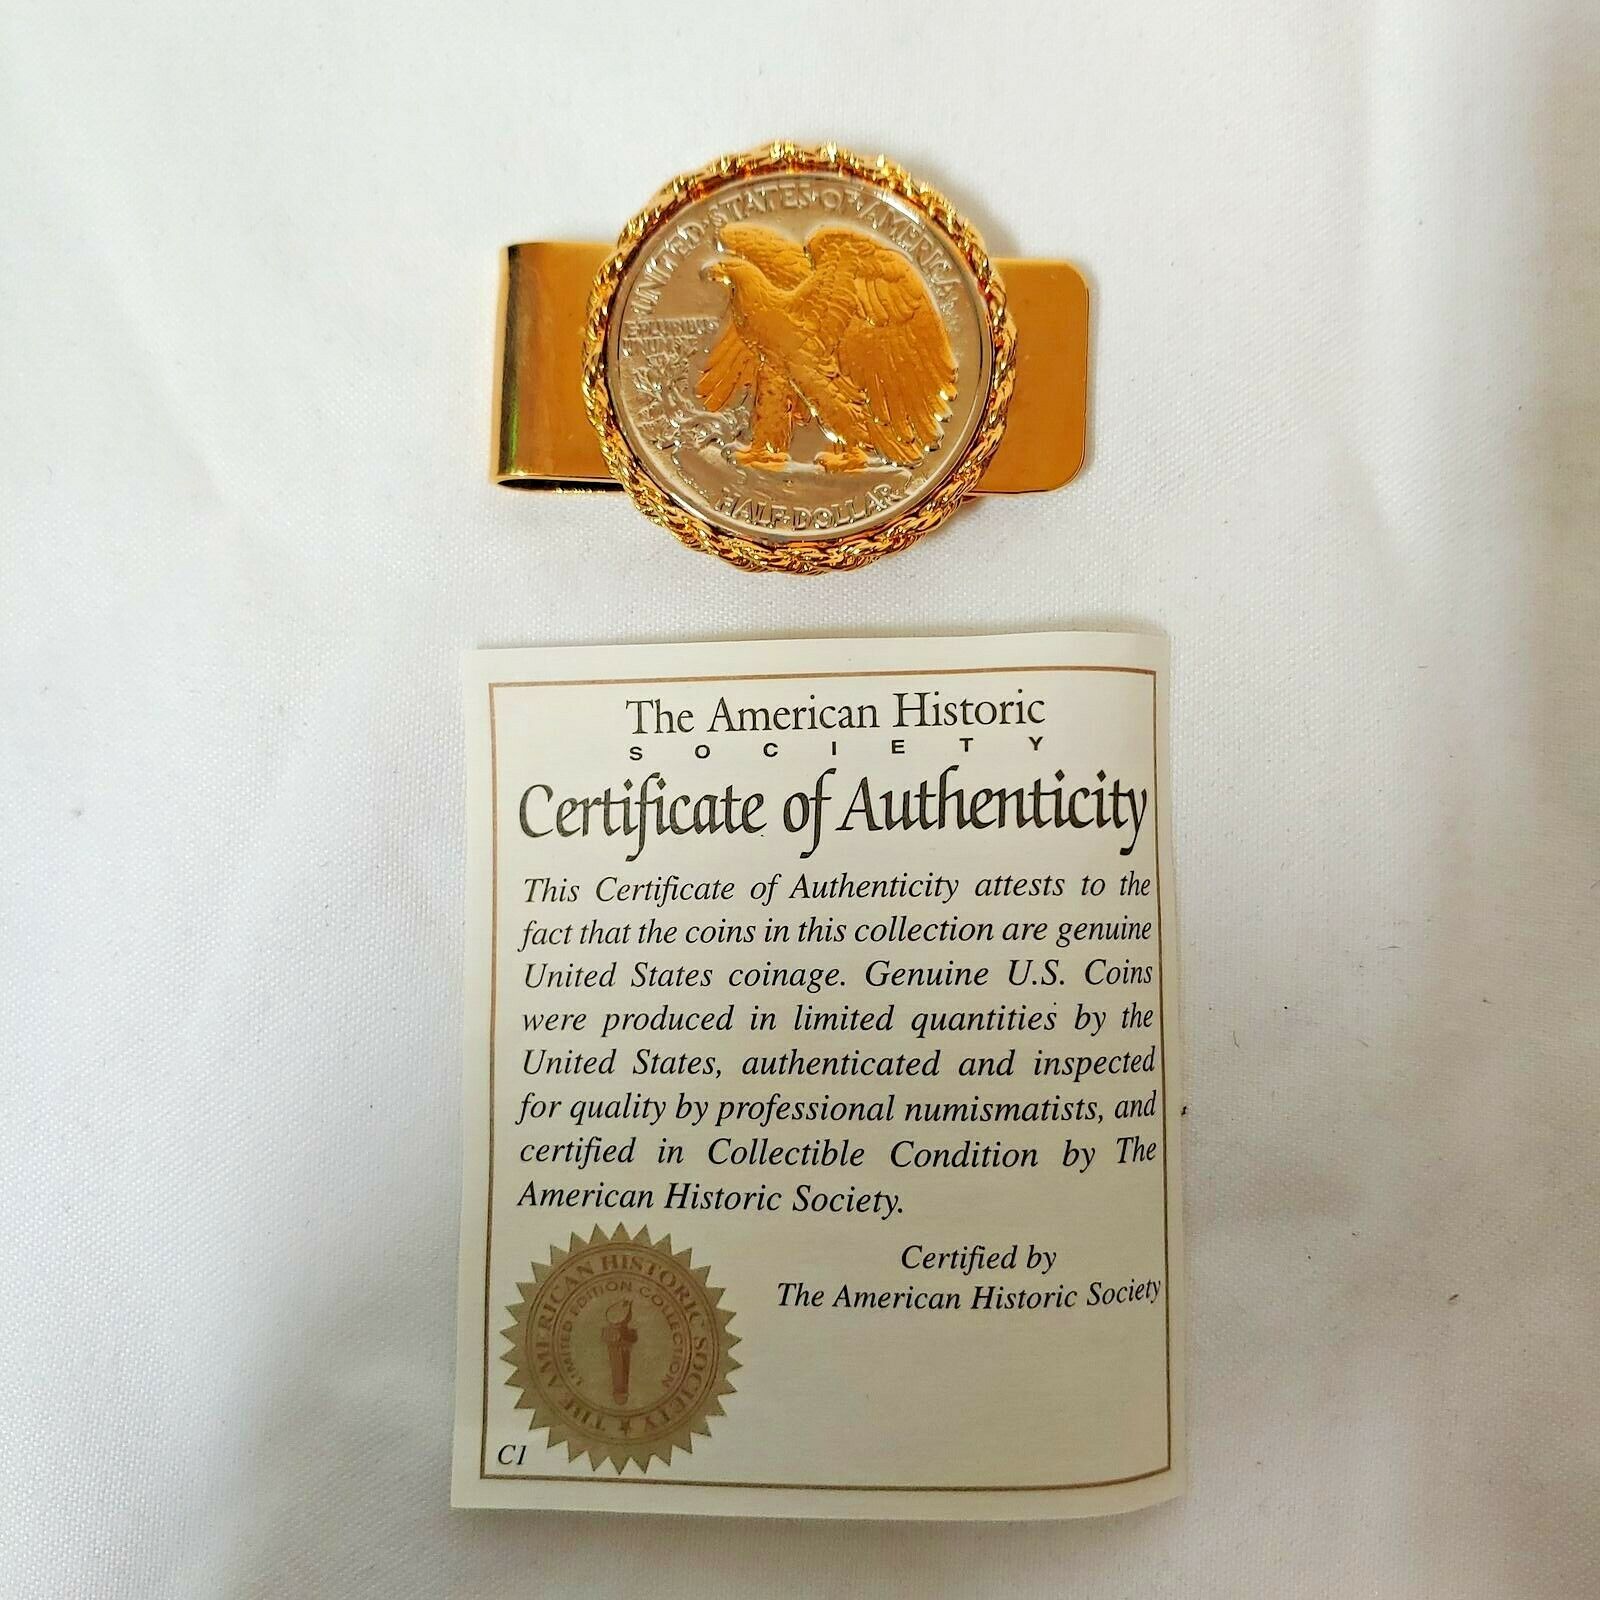 UNITED·STATES·OF·AMERICA
E·PLURIBUS
UNUM
HALF·DOLLAR
The American Historic
SOCIETY
Certificate of Authenticity
This Certificate of Authenticity attests to the
fact that the coins in this collection are genuine
United States coinage. Genuine U.S. Coins
were produced in limited quantities by the
United States, authenticated and inspected
for quality by professional numismatists, and
certified in Collectible Condition by The
American Historic Society.
Certified by
The American Historic Society
THE AMERICAN HISTORIC SOCIETY ★
LIMITED EDITION COLLECTION
C1